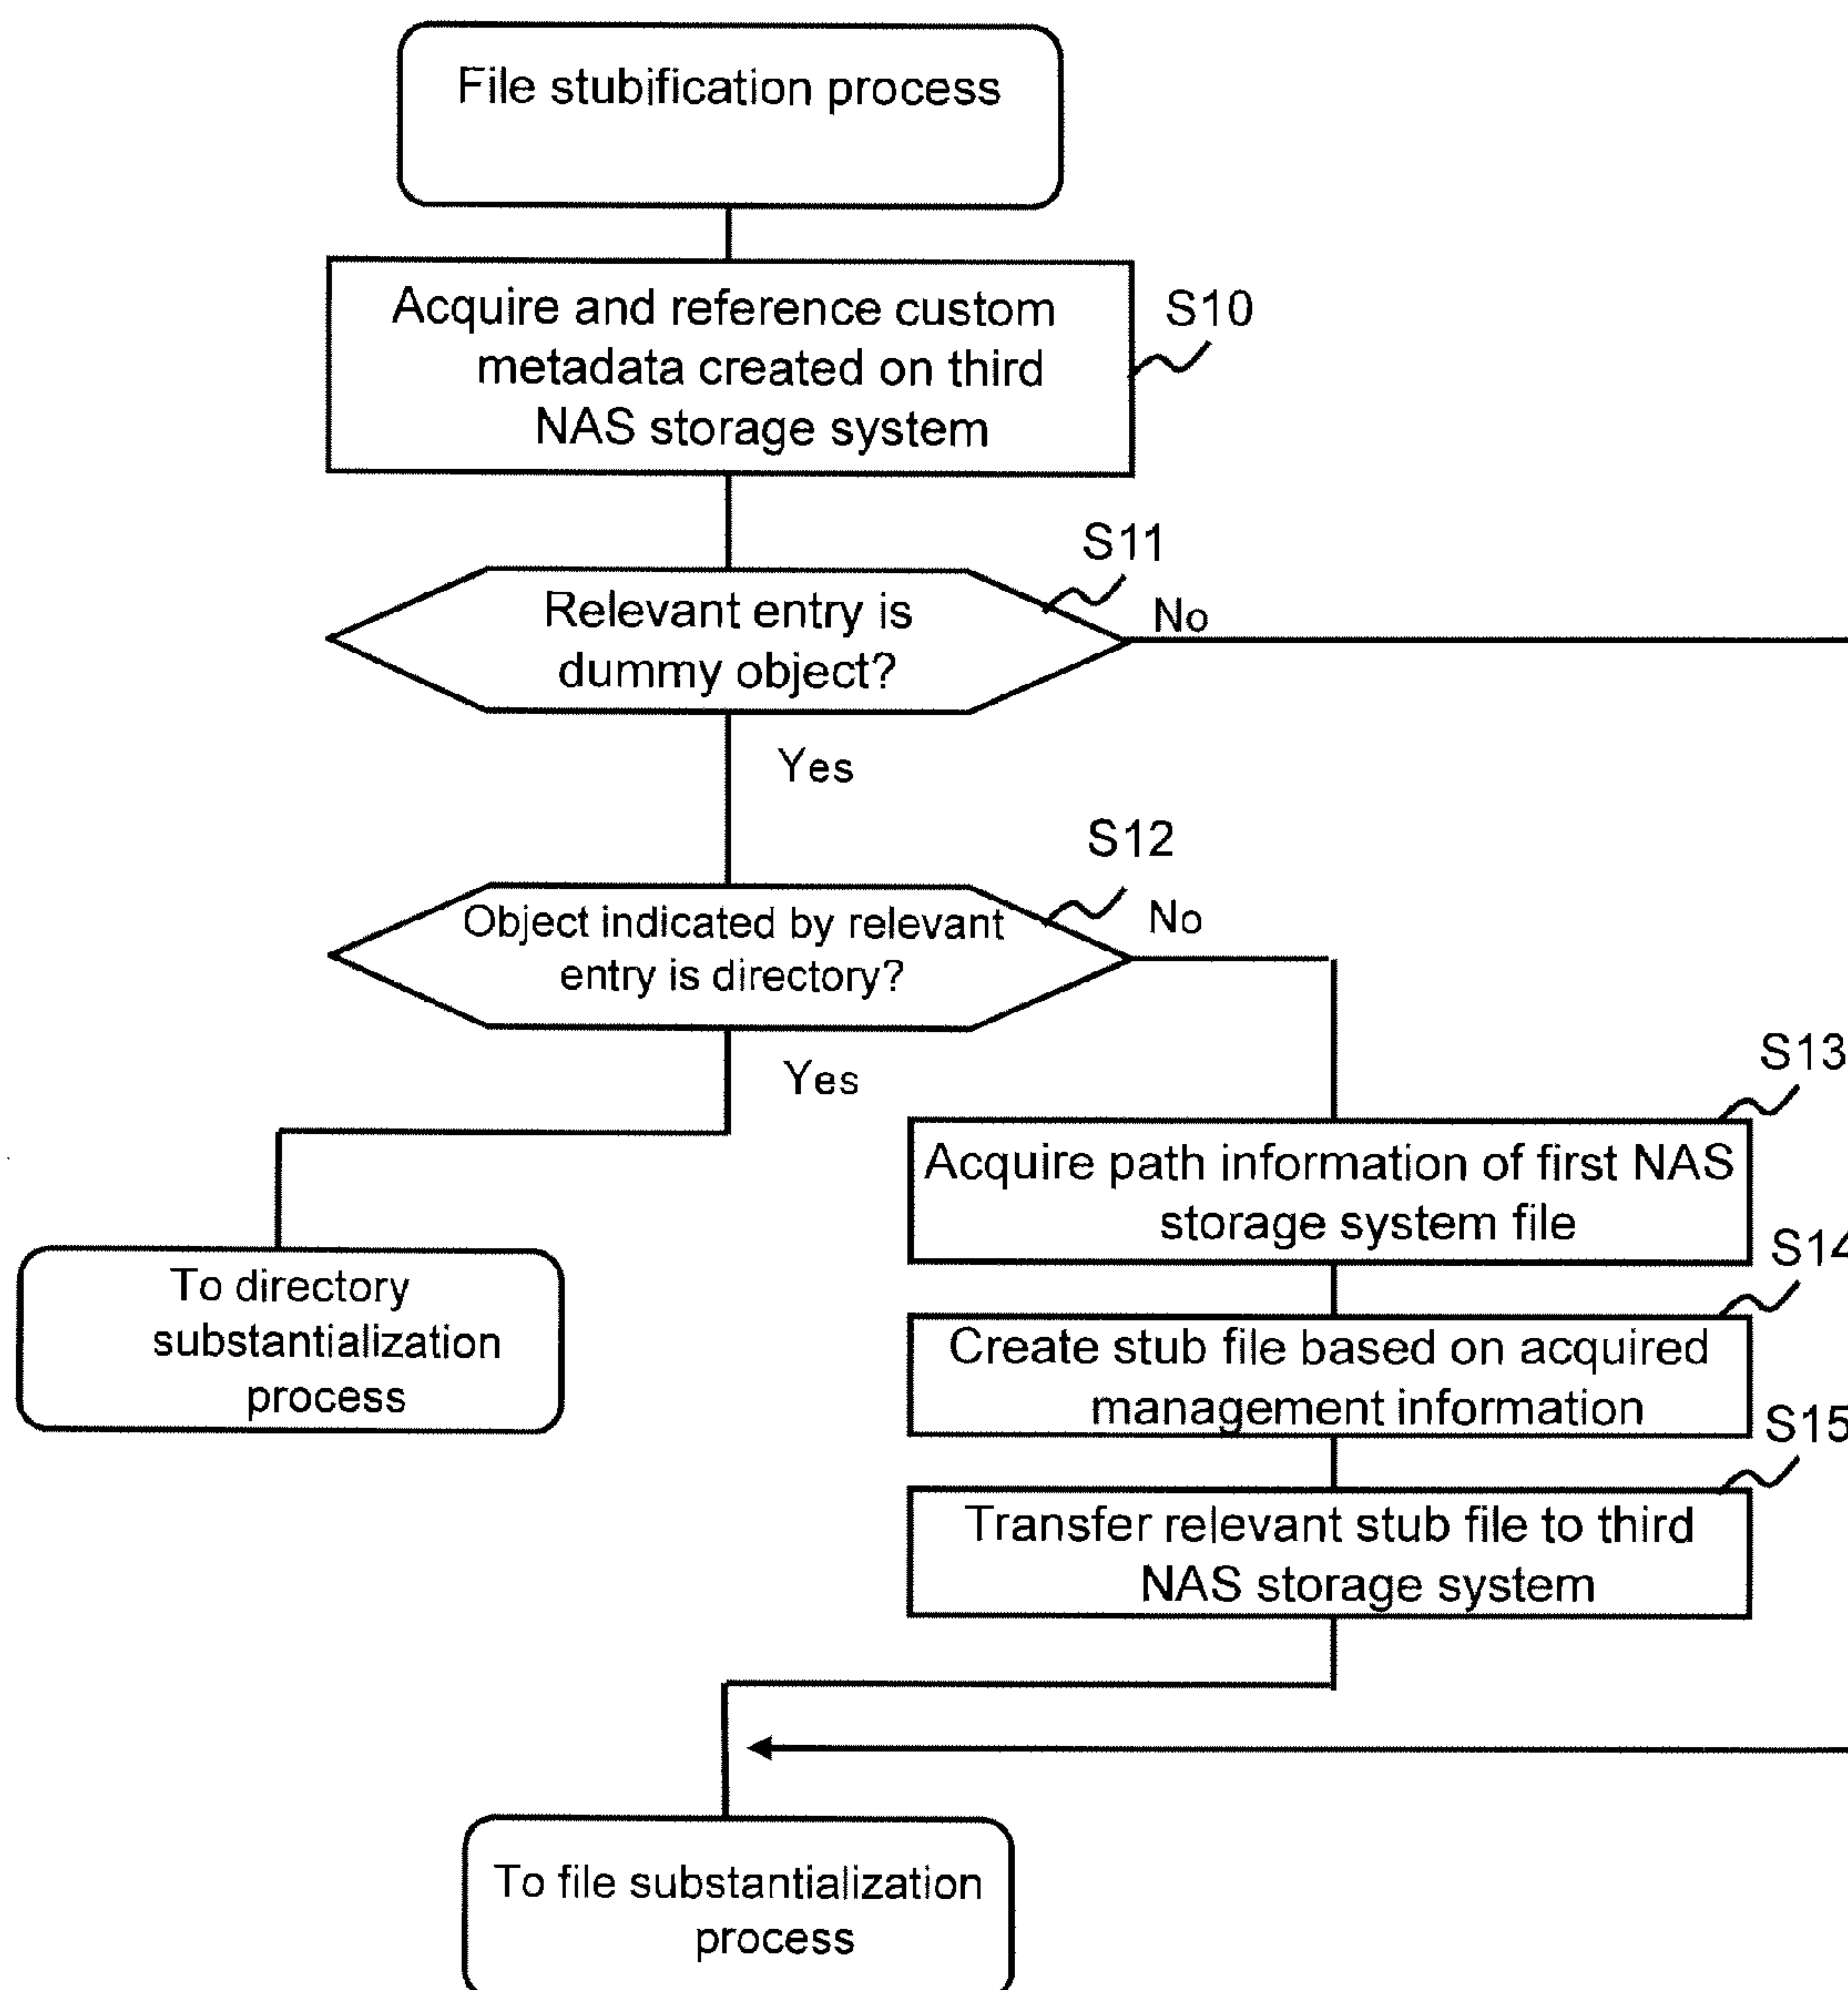 File stubification process
Acquire and reference custom
metadata created on third
NAS storage system
S10
S11
Relevant entry is
dummy object?
No
Yes
S12
Object indicated by relevant
entry is directory?
No
Yes
S13
Acquire path information of first NAS
storage system file
S14
Create stub file based on acquired
management information
S15
Transfer relevant stub file to third
NAS storage system
To directory
substantialization
process
To file substantialization
process